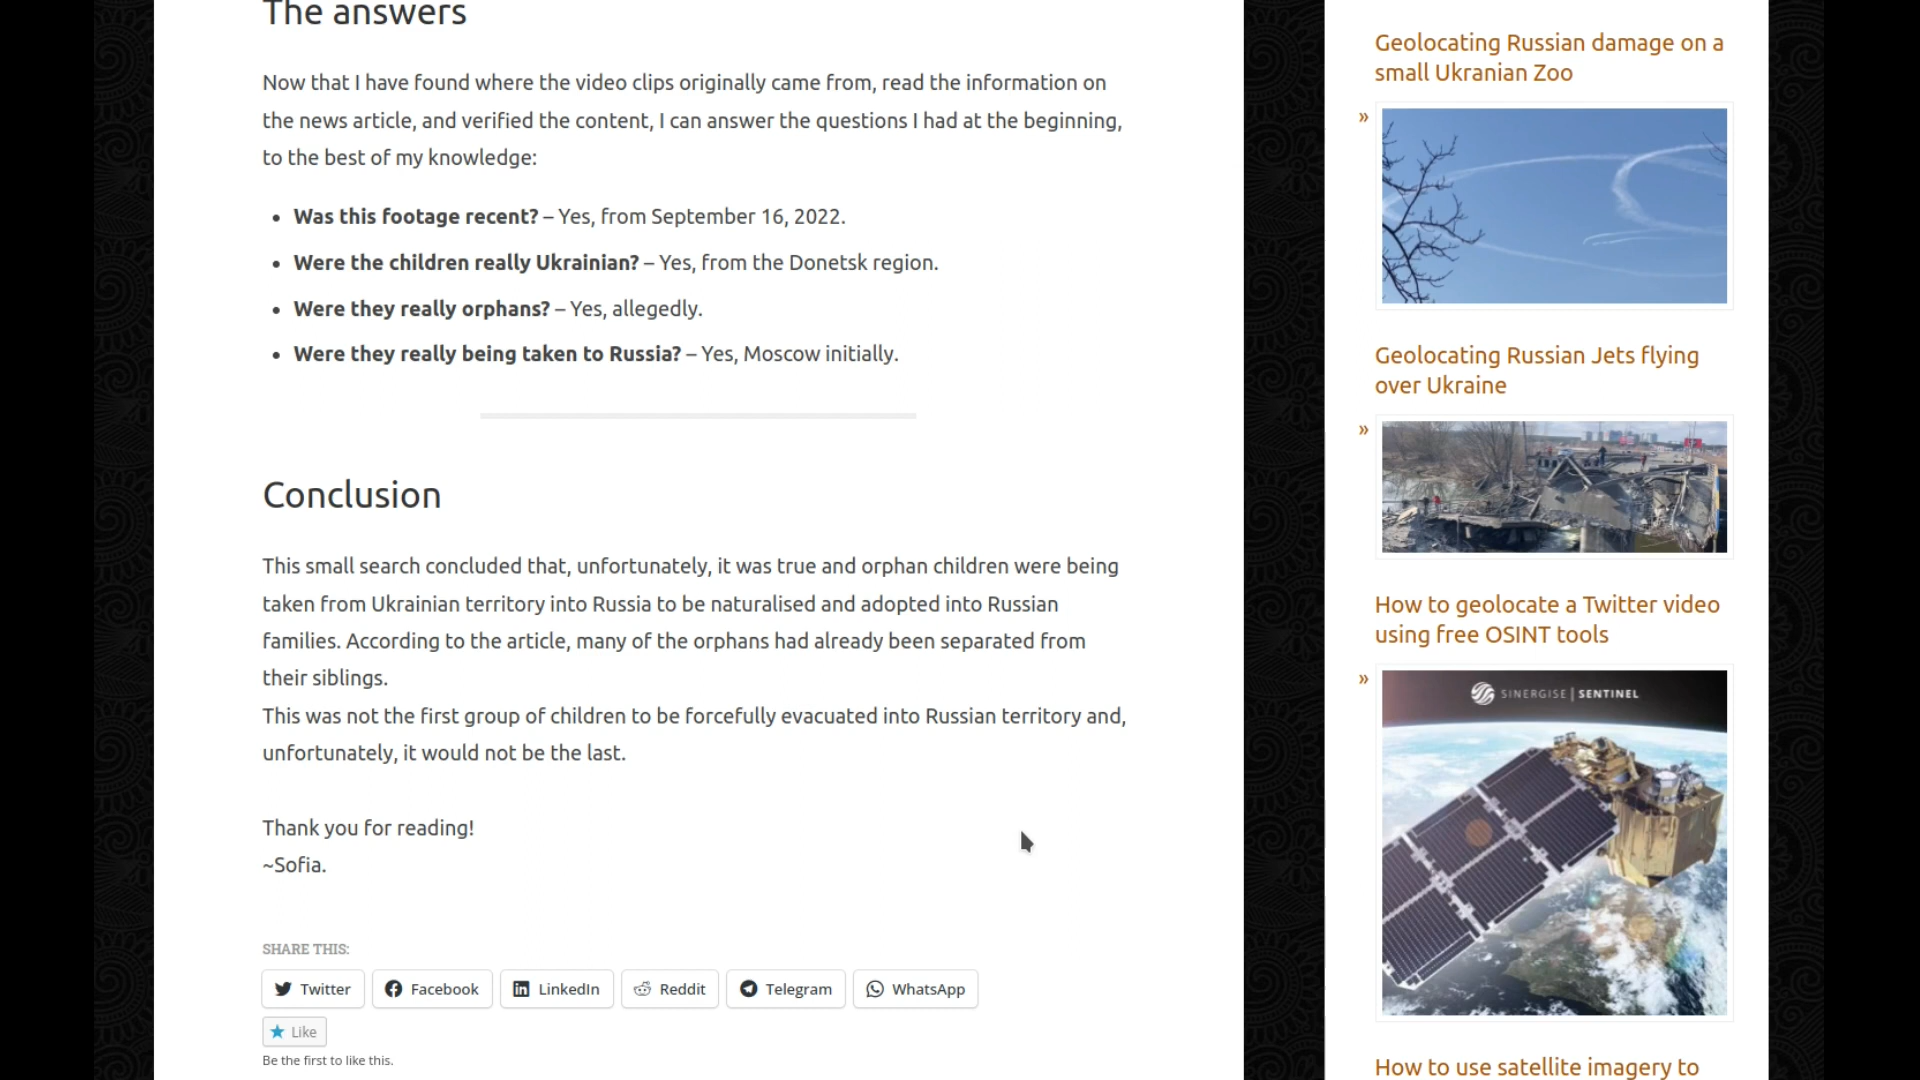 The answers
Now that I have found where the video clips originally came from, read the information on
the news article, and verified the content, I can answer the questions I had at the beginning,
to the best of my knowledge:
• Was this footage recent? – Yes, from September 16, 2022.
• Were the children really Ukrainian? – Yes, from the Donetsk region.
• Were they really orphans? – Yes, allegedly.
• Were they really being taken to Russia? – Yes, Moscow initially.
Conclusion
This small search concluded that, unfortunately, it was true and orphan children were being
taken from Ukrainian territory into Russia to be naturalised and adopted into Russian
families. According to the article, many of the orphans had already been separated from
their siblings.
This was not the first group of children to be forcefully evacuated into Russian territory and,
unfortunately, it would not be the last.
Thank you for reading!
~Sofia.
SHARE THIS:
Twitter Facebook LinkedIn Reddit Telegram WhatsApp
Like
Be the first to like this.
Geolocating Russian damage on a
small Ukranian Zoo
»
Geolocating Russian Jets flying
over Ukraine
»
How to geolocate a Twitter video
using free OSINT tools
»
SINERGISE | SENTINEL
How to use satellite imagery to